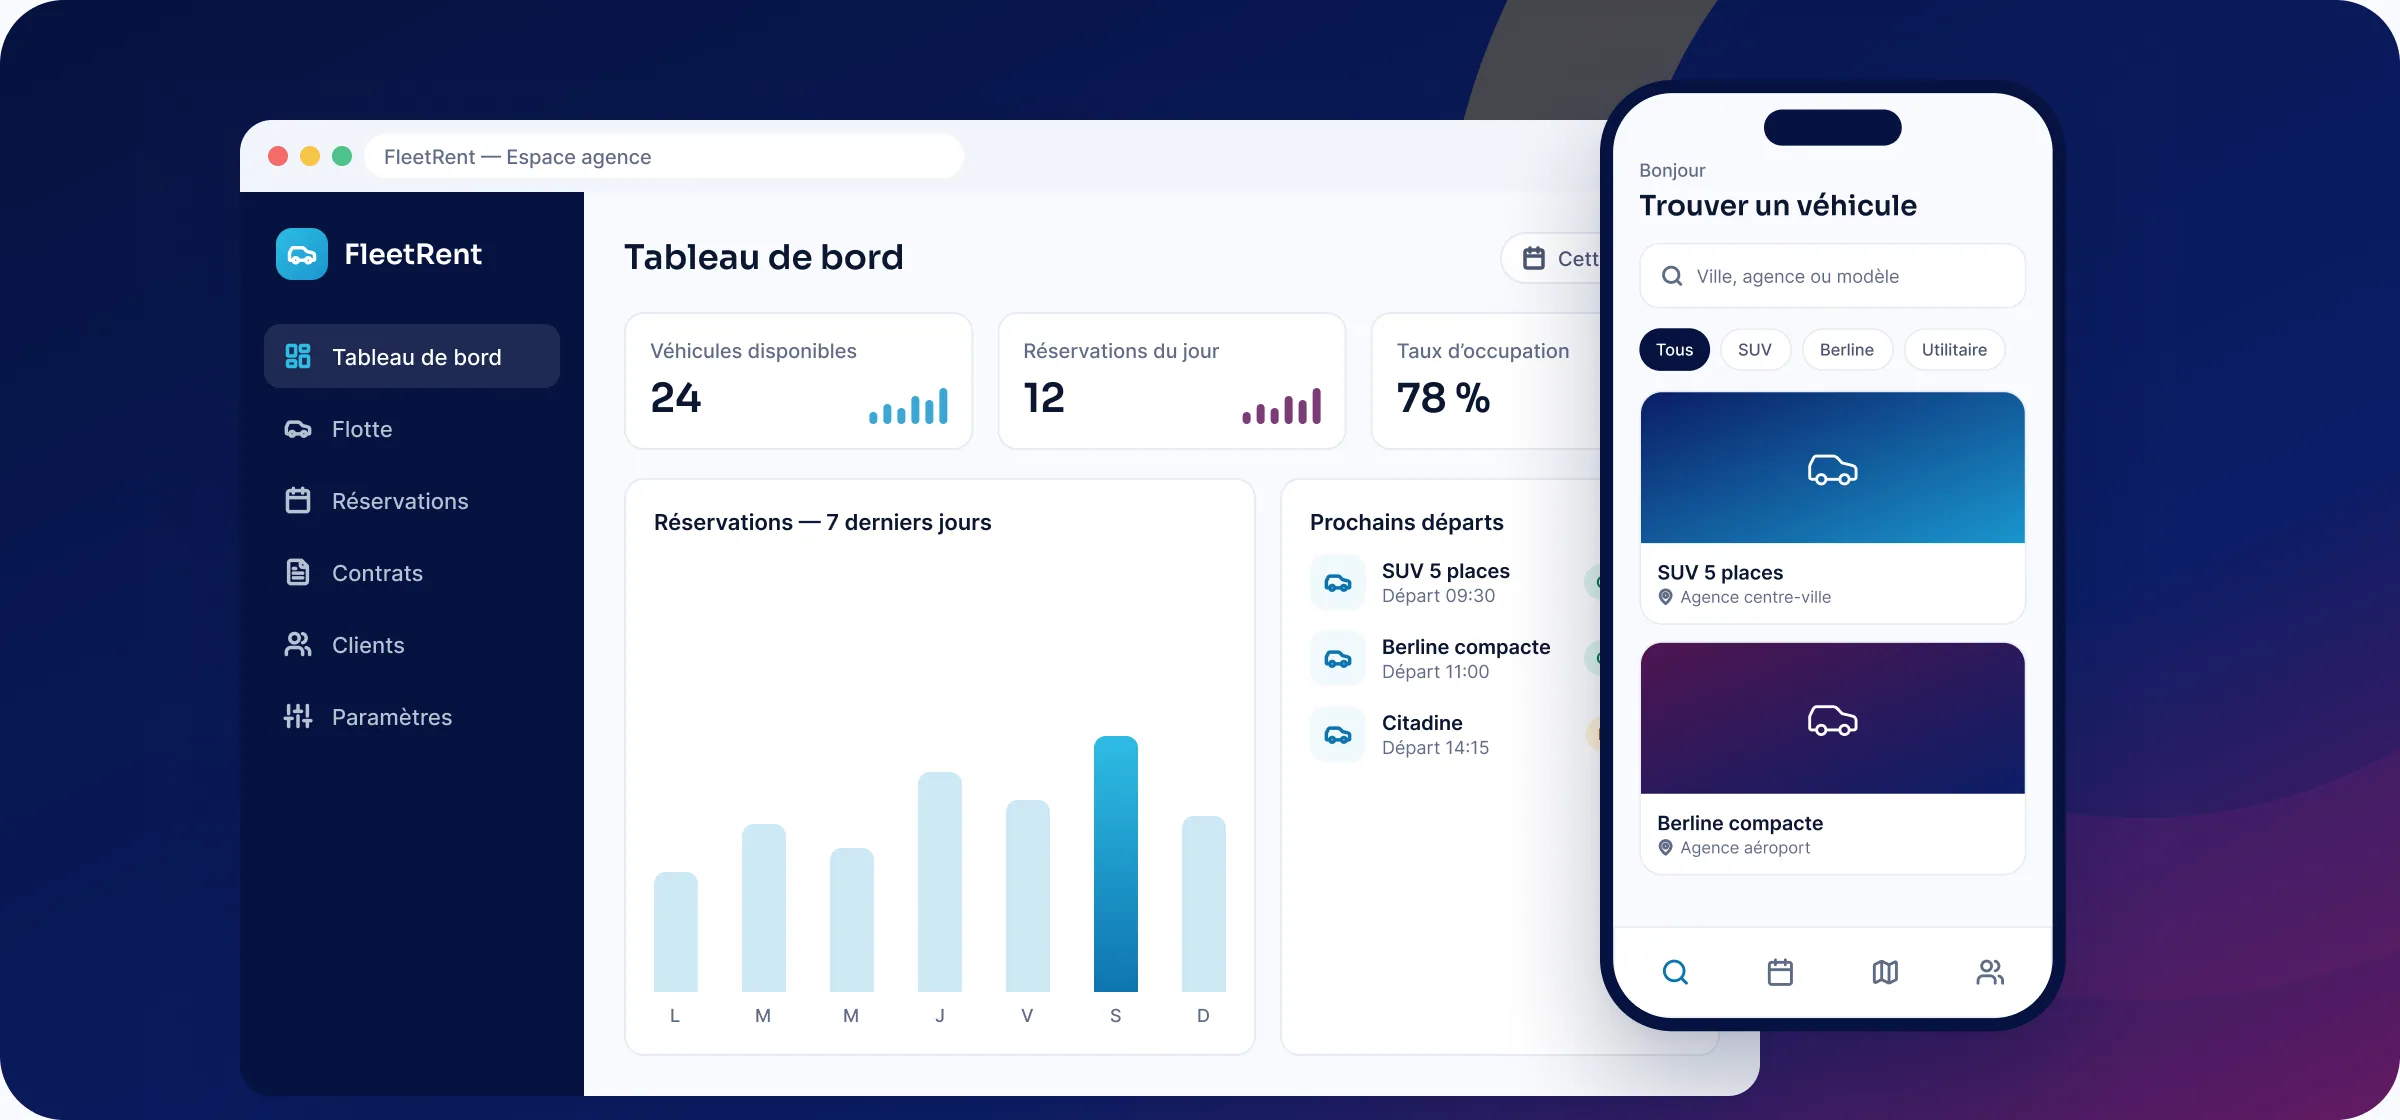 FleetRent — Espace agence
FleetRent
Tableau de bord
Flotte
Réservations
Contrats
Clients
Paramètres
Tableau de bord
Véhicules disponibles
24
Réservations du jour
12
Taux d’occupation
78 %
Réservations — 7 derniers jours
L M M J V S D
Prochains départs
SUV 5 places
Départ 09:30
Berline compacte
Départ 11:00
Citadine
Départ 14:15
Bonjour
Trouver un véhicule
Ville, agence ou modèle
Tous SUV Berline Utilitaire
SUV 5 places
Agence centre-ville
Berline compacte
Agence aéroport